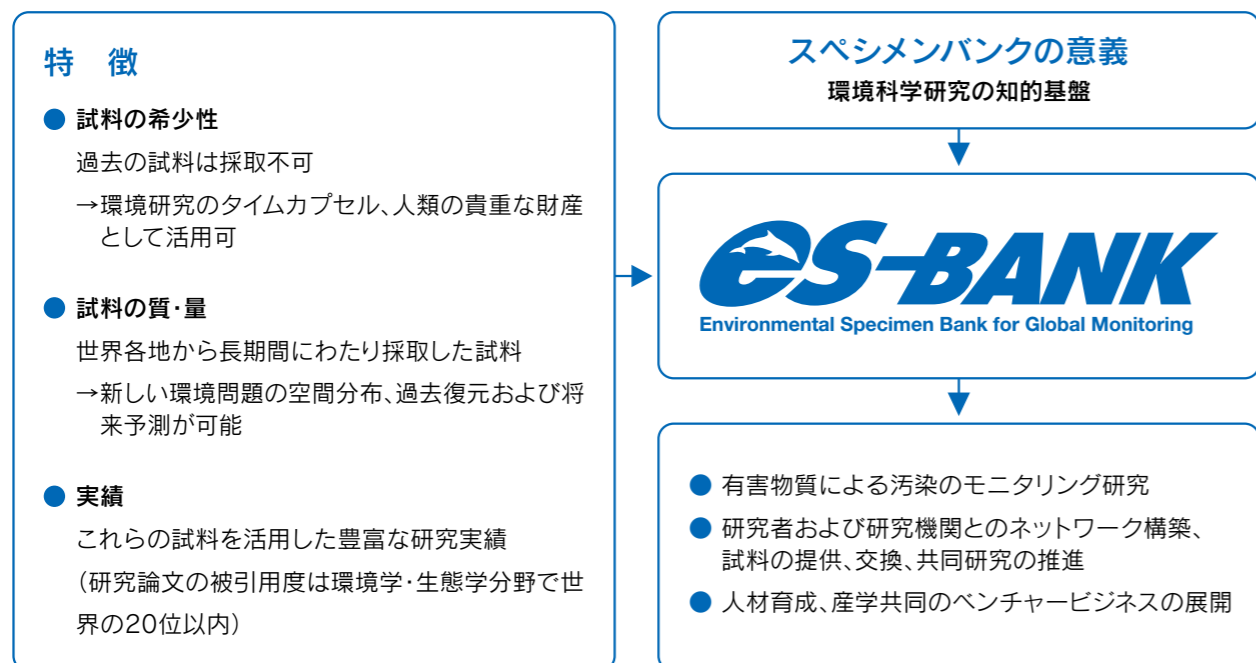 特 徴
● 試料の希少性
過去の試料は採取不可
→環境研究のタイムカプセル、人類の貴重な財産
として活用可
● 試料の質・量
世界各地から長期間にわたり採取した試料
→新しい環境問題の空間分布、過去復元および将
来予測が可能
● 実績
これらの試料を活用した豊富な研究実績
(研究論文の被引用度は環境学・生態学分野で世
界の20位以内)
スペシメンバンクの意義
環境科学研究の知的基盤
es-BANK
Environmental Specimen Bank for Global Monitoring
● 有害物質による汚染のモニタリング研究
● 研究者および研究機関とのネットワーク構築、
試料の提供、交換、共同研究の推進
● 人材育成、産学共同のベンチャービジネスの展開